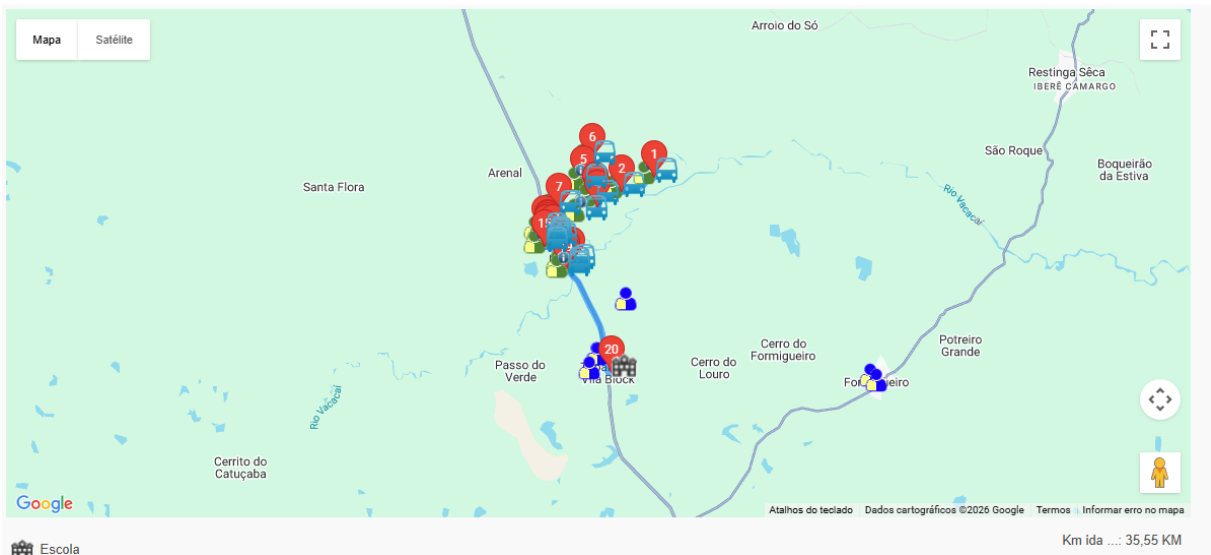 Mapa
Satélite
Arroio do Só
Restinga Sêca
IBERÊ CAMARGO
São Roque
Boqueirão
da Estiva
Arenal
Santa Flora
Rio Vacacaí
6
5
1
2
7
15
20
Passo do
Verde
Vila Block
Cerro do
Louro
Cerro do
Formigueiro
Potreiro
Grande
Rio Vacacaí
Cerrito do
Catuçaba
Google
Atalhos do teclado
Dados cartográficos ©2026 Google
Termos
Informar erro no mapa
Escola
Km ida ...: 35,55 KM